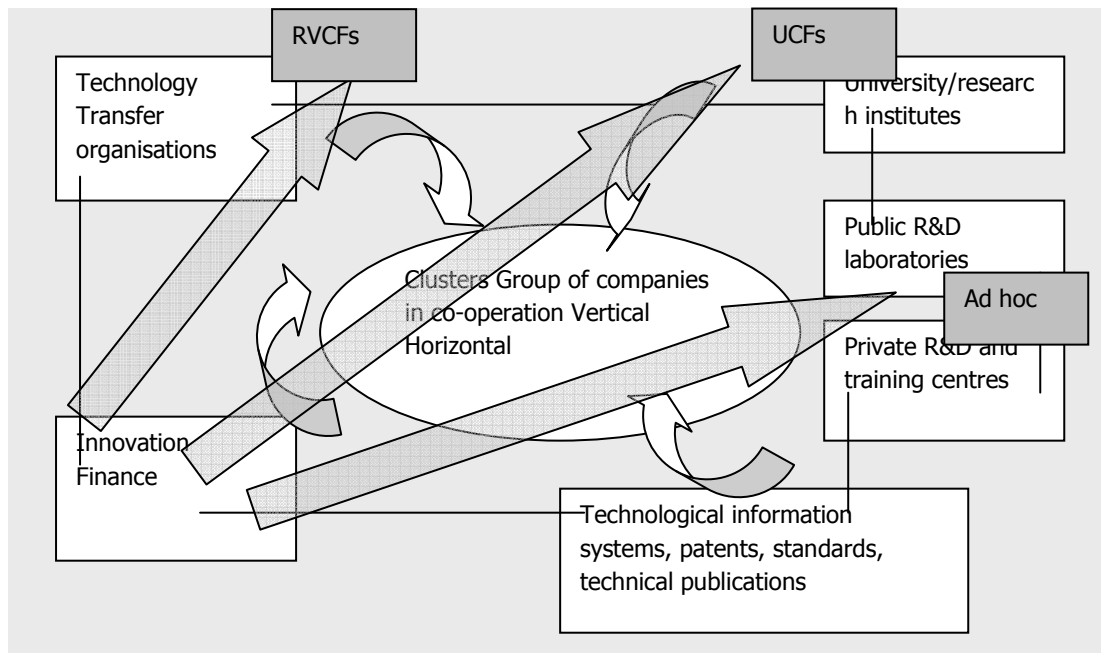 RVCFs
UCFs
Technology
Transfer
organisations
University/researc
h institutes
Public R&D
laboratories
Ad hoc
Clusters Group of companies
in co-operation Vertical
Horizontal
Private R&D and
training centres
Innovation
Finance
Technological information
systems, patents, standards,
technical publications